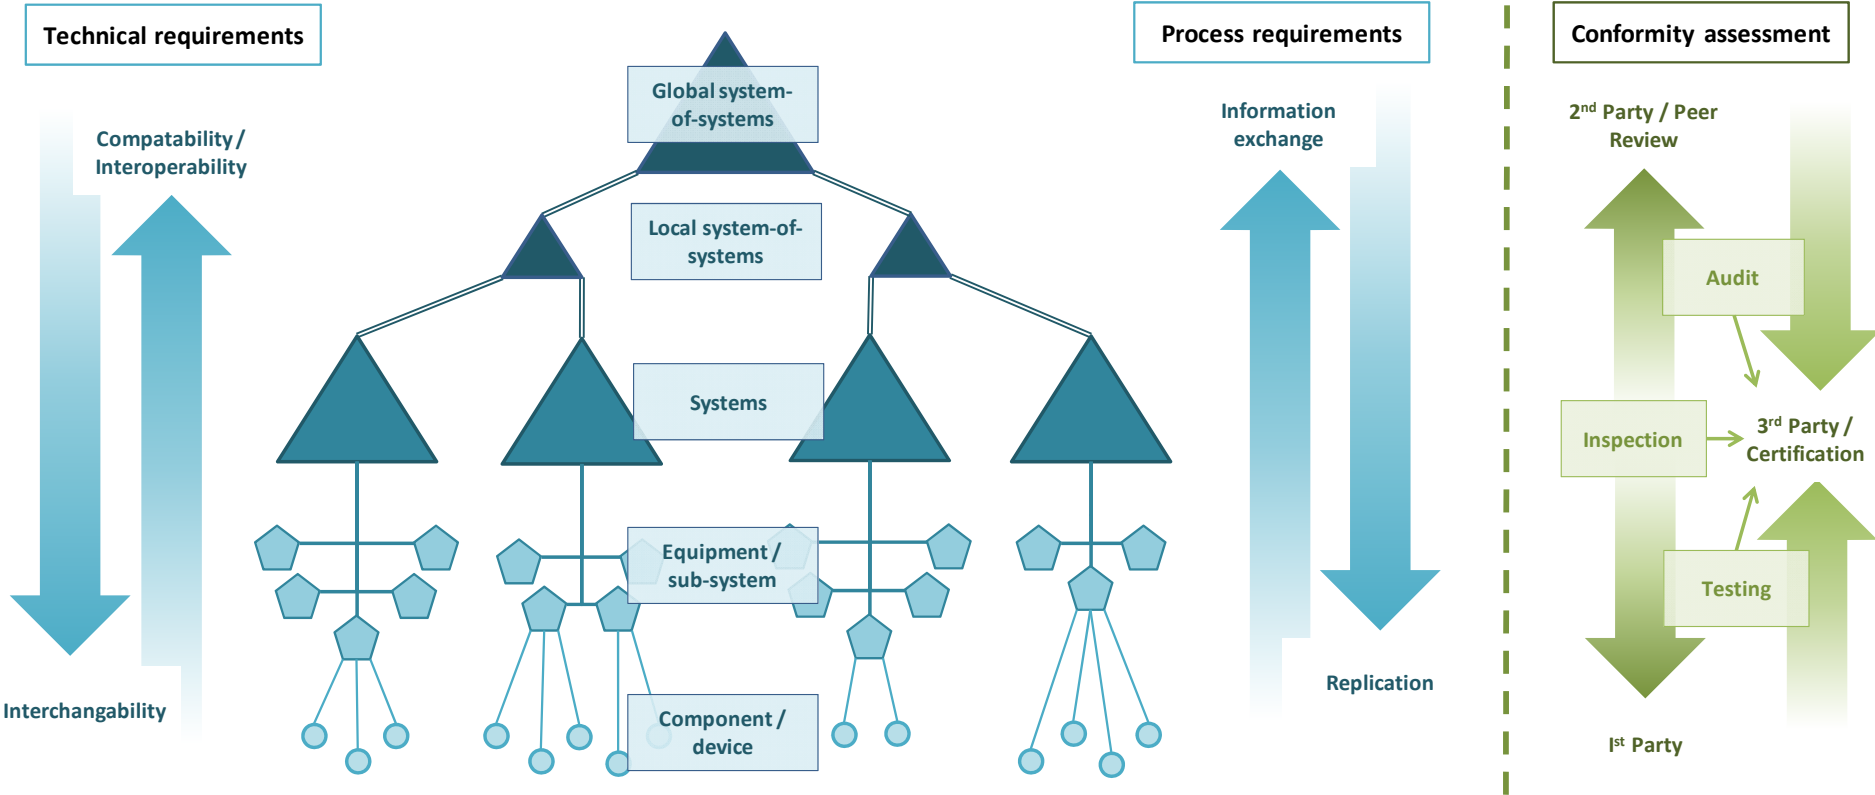 Technical requirements
Compatability /
Interoperability
Interchangability
Global system-
of-systems
Local system-of-
systems
Systems
Equipment /
sub-system
Component /
device
Process requirements
Information
exchange
Replication
Conformity assessment
2nd Party / Peer
Review
Audit
Inspection
3rd Party /
Certification
Testing
Ist Party